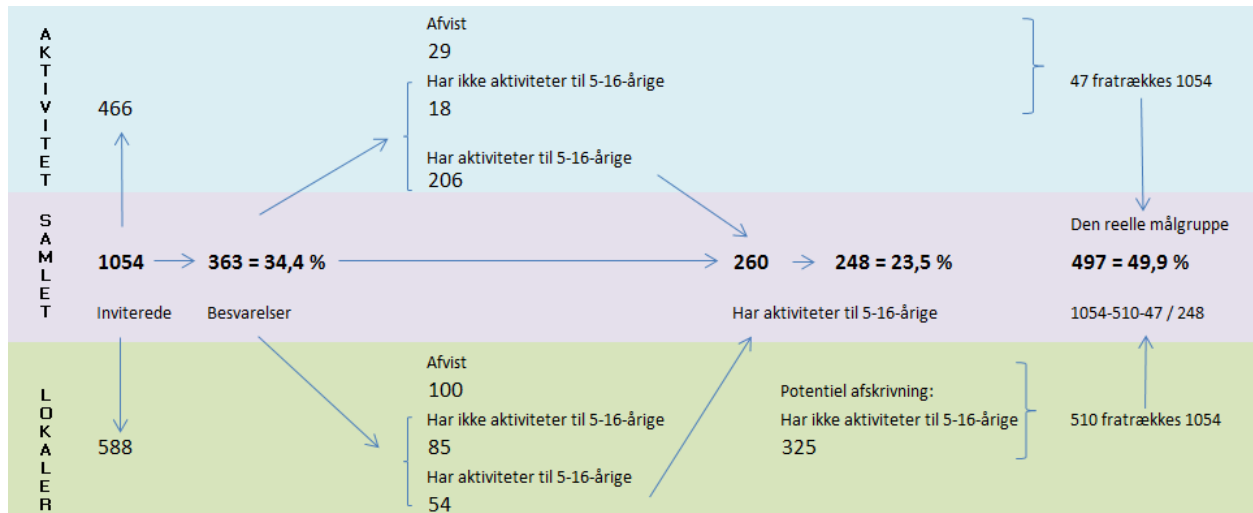 AKTIVITET
Afvist
29
Har ikke aktiviteter til 5-16-årige
18
Har aktiviteter til 5-16-årige
206
466
47 fratrækkes 1054
SAMLET
1054
Inviterede
363 = 34,4 %
Besvarelser
260
248 = 23,5 %
Har aktiviteter til 5-16-årige
Den reelle målgruppe
497 = 49,9 %
1054-510-47 / 248
LOKALER
588
Afvist
100
Har ikke aktiviteter til 5-16-årige
85
Har aktiviteter til 5-16-årige
54
Potentiel afskrivning:
Har ikke aktiviteter til 5-16-årige
325
510 fratrækkes 1054